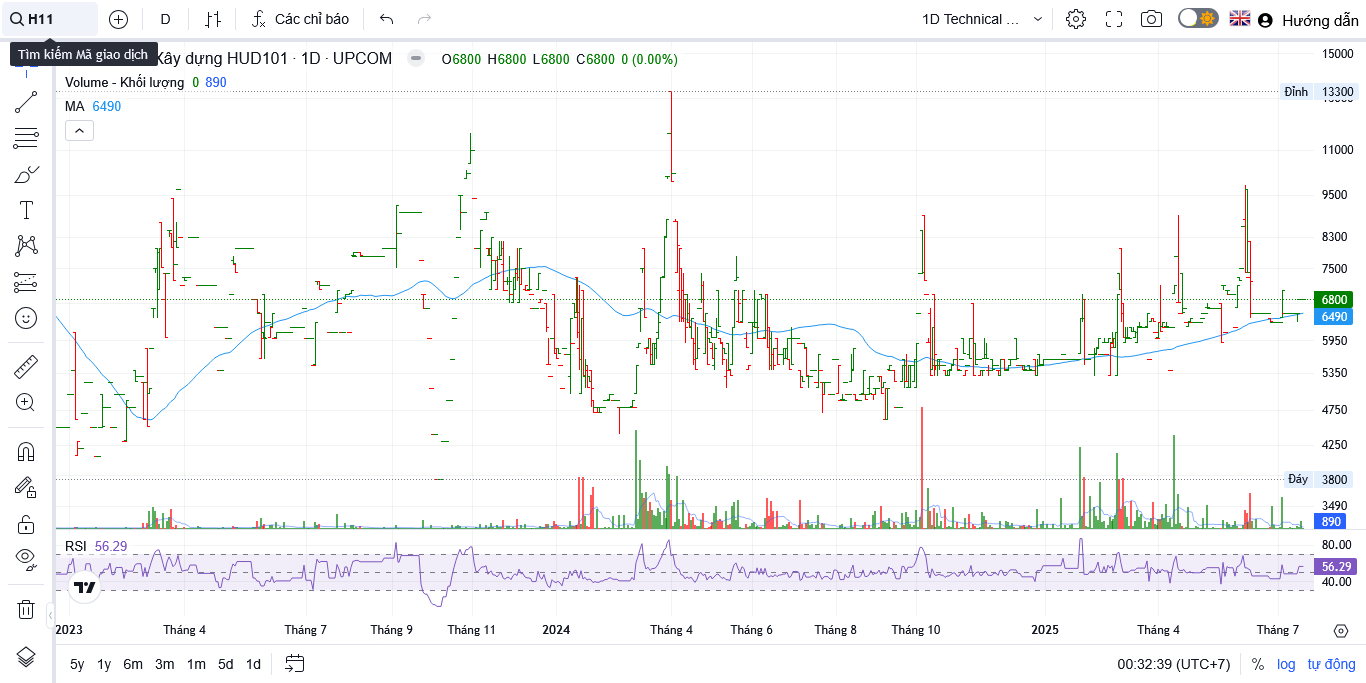 H11 D Các chỉ báo 1D Technical ... Hướng dẫn
Tìm kiếm Mã giao dịch
Xây dựng HUD101 · 1D · UPCOM O6800 H6800 L6800 C6800 0 (0.00%)
Volume - Khối lượng 0 890
MA 6490
15000
Đỉnh 13300
11000
9500
8300
7500
6800
6490
5950
5350
4750
4250
Đáy 3800
3490
890
RSI 56.29
80.00
56.29
40.00
2023 Tháng 4 Tháng 7 Tháng 9 Tháng 11 2024 Tháng 4 Tháng 6 Tháng 8 Tháng 10 2025 Tháng 4 Tháng 7
5y 1y 6m 3m 1m 5d 1d 00:32:39 (UTC+7) % log tự động